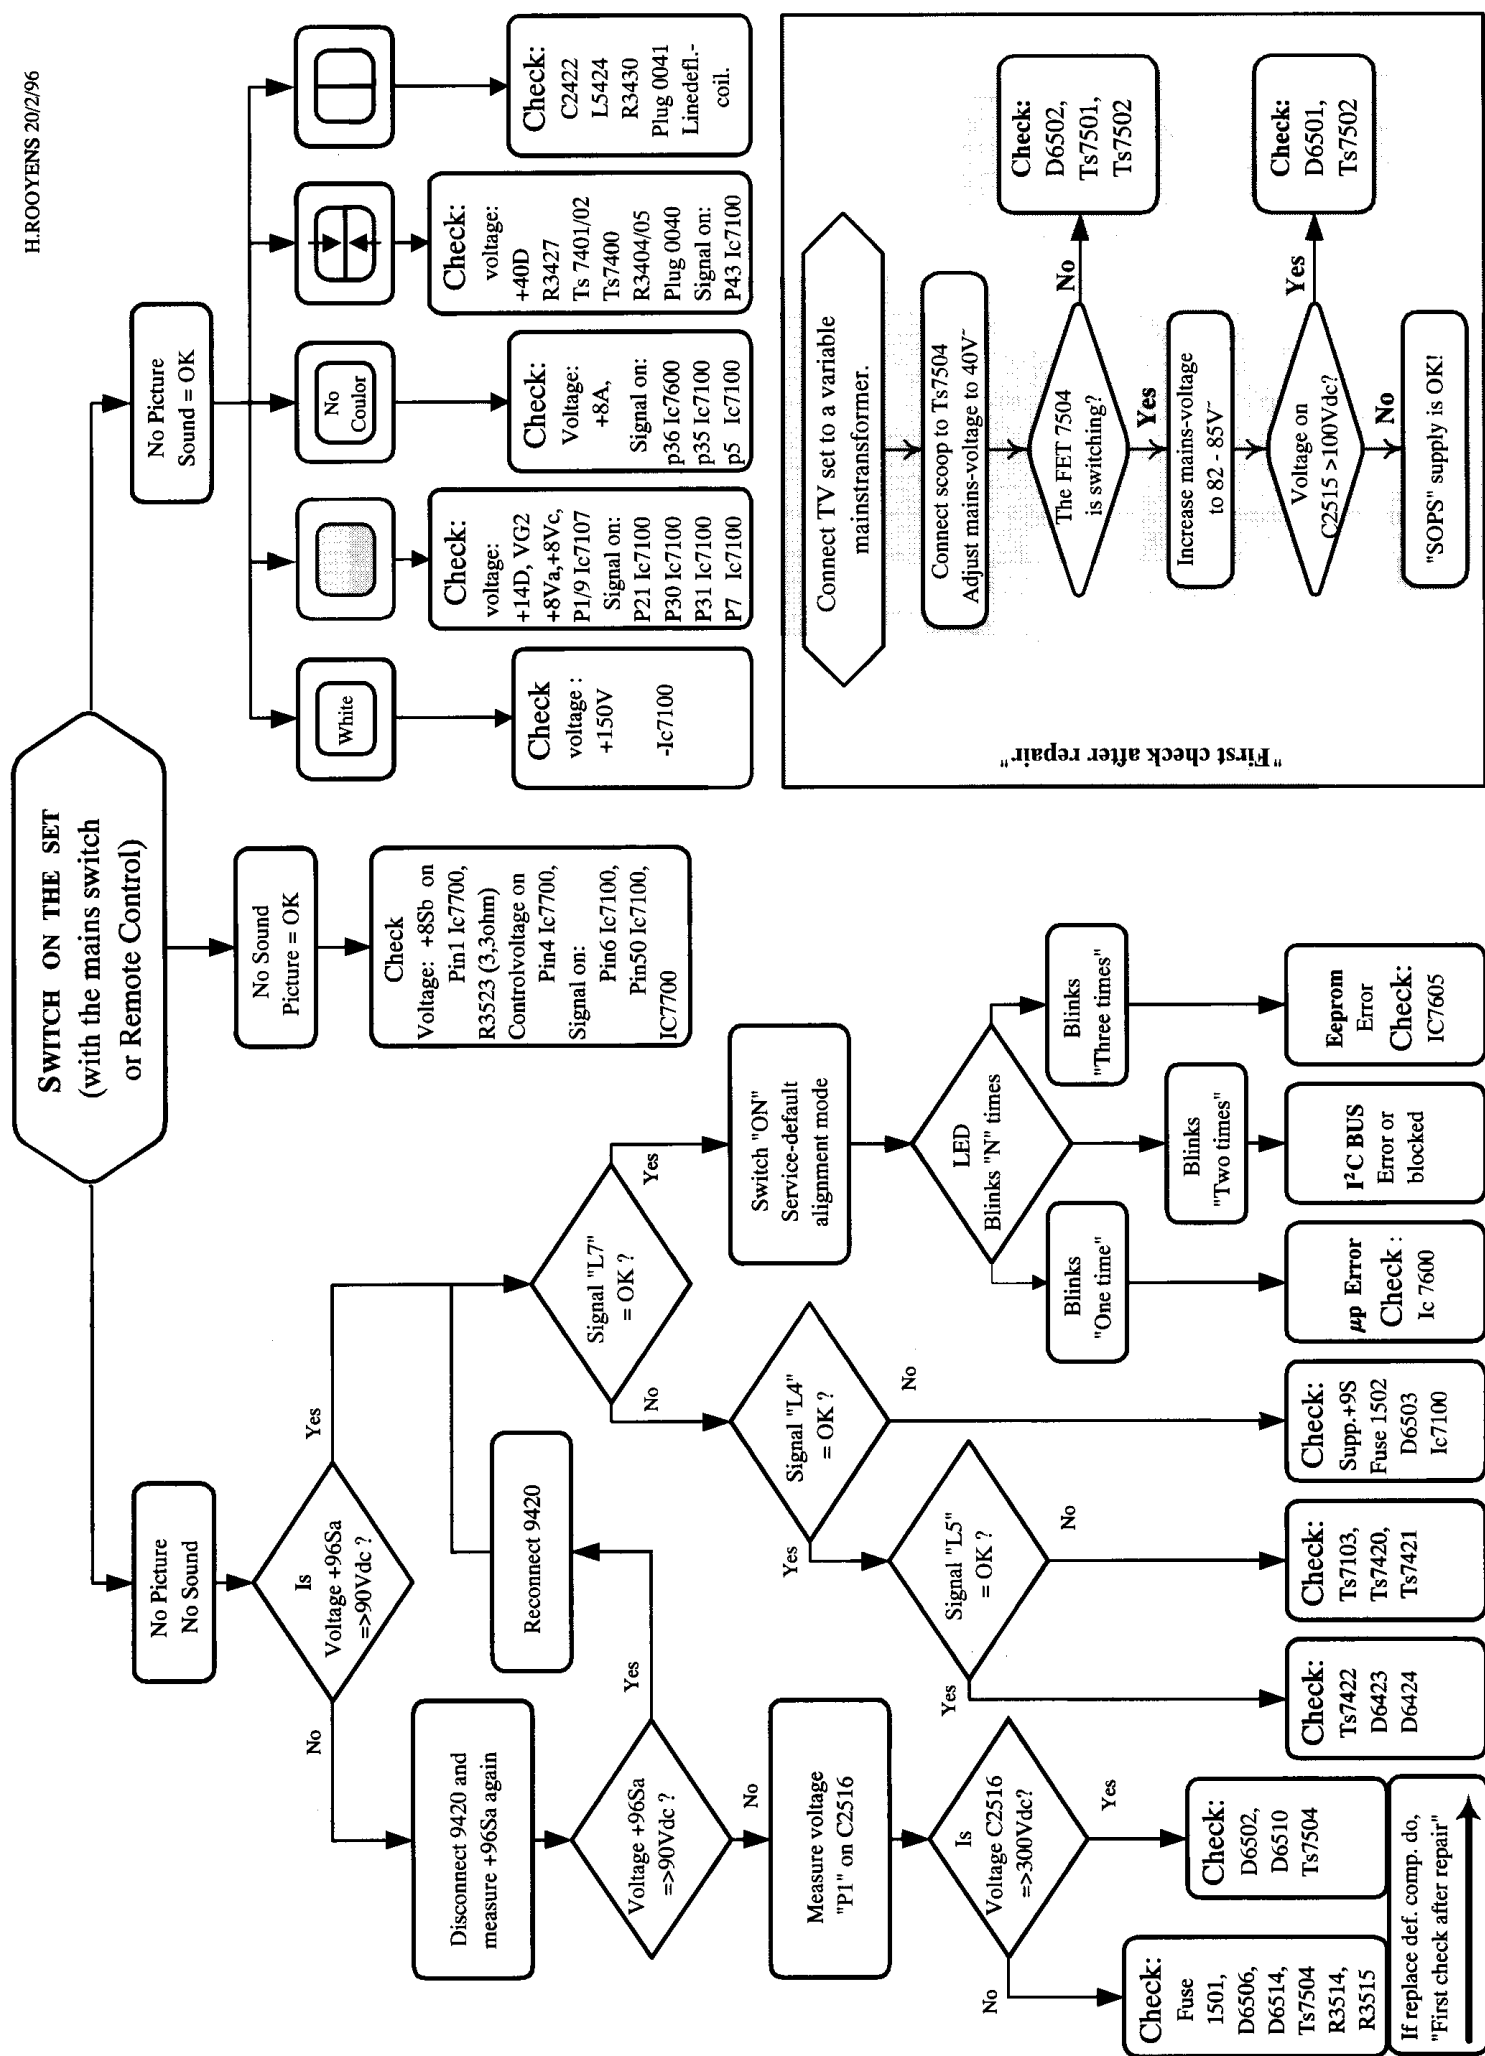 H.ROOYENS 20/2/96
SWITCH ON THE SET
(with the mains switch
or Remote Control)
No Picture
No Sound
Is
Voltage +96Sa
=>90Vdc ?
No
Yes
Disconnect 9420 and
measure +96Sa again
Voltage +96Sa
=>90Vdc ?
Yes
No
Reconnect 9420
Measure voltage
"P1" on C2516
Is
Voltage C2516
=>300Vdc?
No
Yes
Check:
Fuse
1501,
D6506,
D6514,
Ts7504
R3514,
R3515
Check:
D6502,
D6510
Ts7504
If replace def. comp. do,
"First check after repair"
Signal "L7"
= OK ?
No
Yes
Signal "L4"
= OK ?
Yes
No
Signal "L5"
= OK ?
Yes
No
Check:
Ts7422
D6423
D6424
Check:
Ts7103,
Ts7420,
Ts7421
Check:
Supp.+9S
Fuse 1502
D6503
Ic7100
Switch "ON"
Service-default
alignment mode
LED
Blinks "N" times
Blinks
"One time"
Blinks
"Two times"
Blinks
"Three times"
µp Error
Check :
Ic 7600
I²C BUS
Error or
blocked
Eeprom
Error
Check:
IC7605
No Sound
Picture = OK
Check
Voltage: +8Sb on
Pin1 Ic7700,
R3523 (3,3ohm)
Controlvoltage on
Pin4 Ic7700,
Signal on:
Pin6 Ic7100,
Pin50 Ic7100,
IC7700
No Picture
Sound = OK
White
Check
voltage :
+150V
-Ic7100
Check:
voltage:
+14D, VG2
+8Va,+8Vc,
P1/9 Ic7107
Signal on:
P21 Ic7100
P30 Ic7100
P31 Ic7100
P7 Ic7100
No
Coulor
Check:
Voltage:
+8A,
Signal on:
p36 Ic7600
p35 Ic7100
p5 Ic7100
Check:
voltage:
+40D
R3427
Ts 7401/02
Ts7400
R3404/05
Plug 0040
Signal on:
P43 Ic7100
Check:
C2422
L5424
R3430
Plug 0041
Linedefl.-
coil.
"First check after repair"
Connect TV set to a variable
mainstransformer.
Connect scoop to Ts7504
Adjust mains-voltage to 40V~
The FET 7504
is switching?
No
Yes
Check:
D6502,
Ts7501,
Ts7502
Increase mains-voltage
to 82 - 85V~
Voltage on
C2515 >100Vdc?
Yes
No
Check:
D6501,
Ts7502
"SOPS" supply is OK!